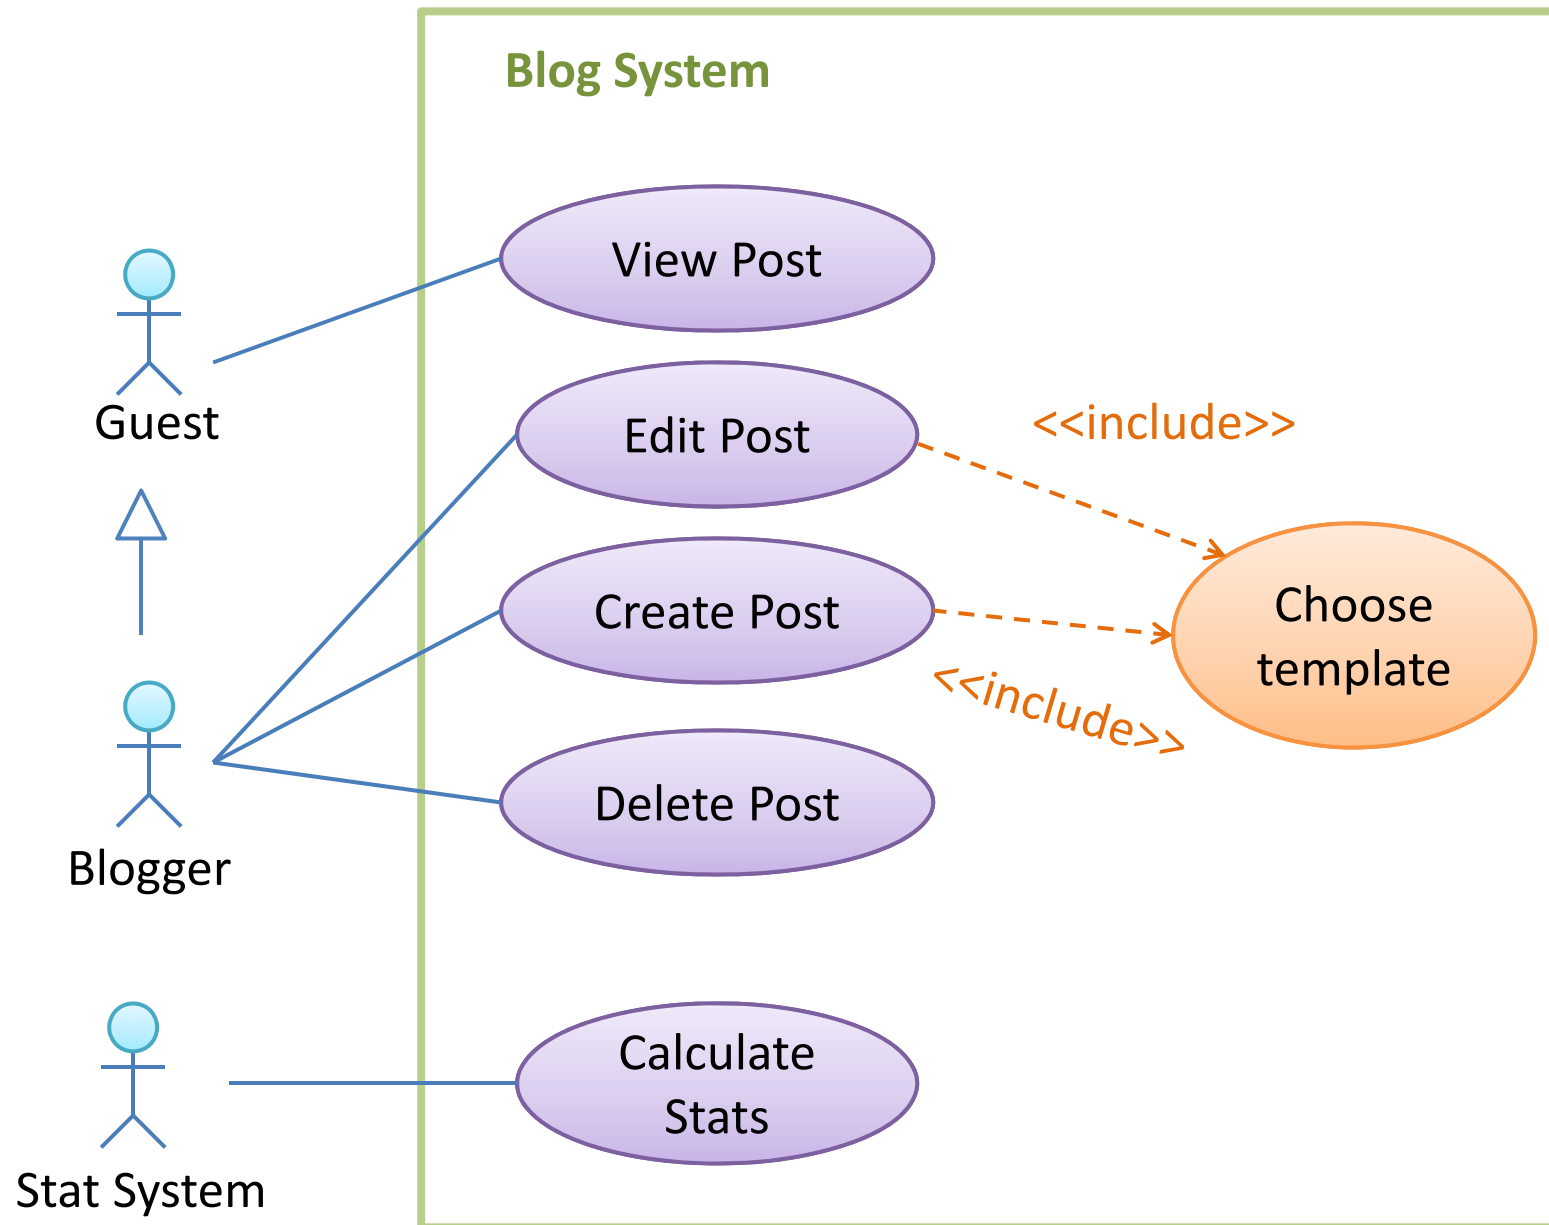 Blog System
View Post
Guest
Edit Post
<<include>>
Create Post
Choose
template
<<include>>
Delete Post
Blogger
Calculate
Stats
Stat System